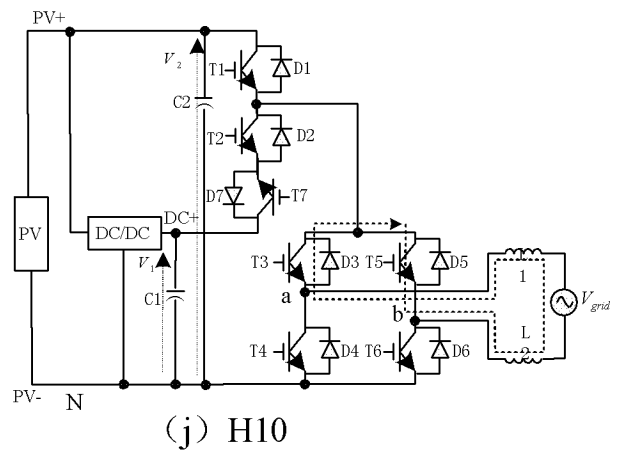 PV+
V2
T1
D1
C2
T2
D2
D7
T7
DC+
PV
DC/DC
V1
C1
T3
D3
T5
D5
L
1
a
b
Vgrid
T4
D4
T6
D6
L
2
PV-
N
(j) H10